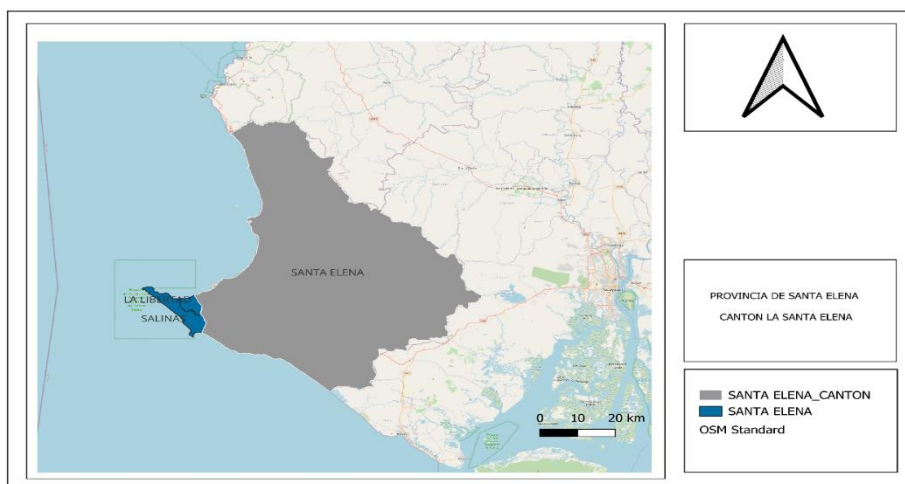 SANTA ELENA
LA LIBERTAD
SALINAS
0 10 20 km
PROVINCIA DE SANTA ELENA
CANTON LA SANTA ELENA
SANTA ELENA_CANTON
SANTA ELENA
OSM Standard